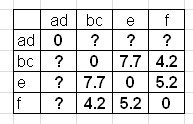 ad bc e f
ad 0 ? ? ?
bc ? 0 7.7 4.2
e ? 7.7 0 5.2
f ? 4.2 5.2 0